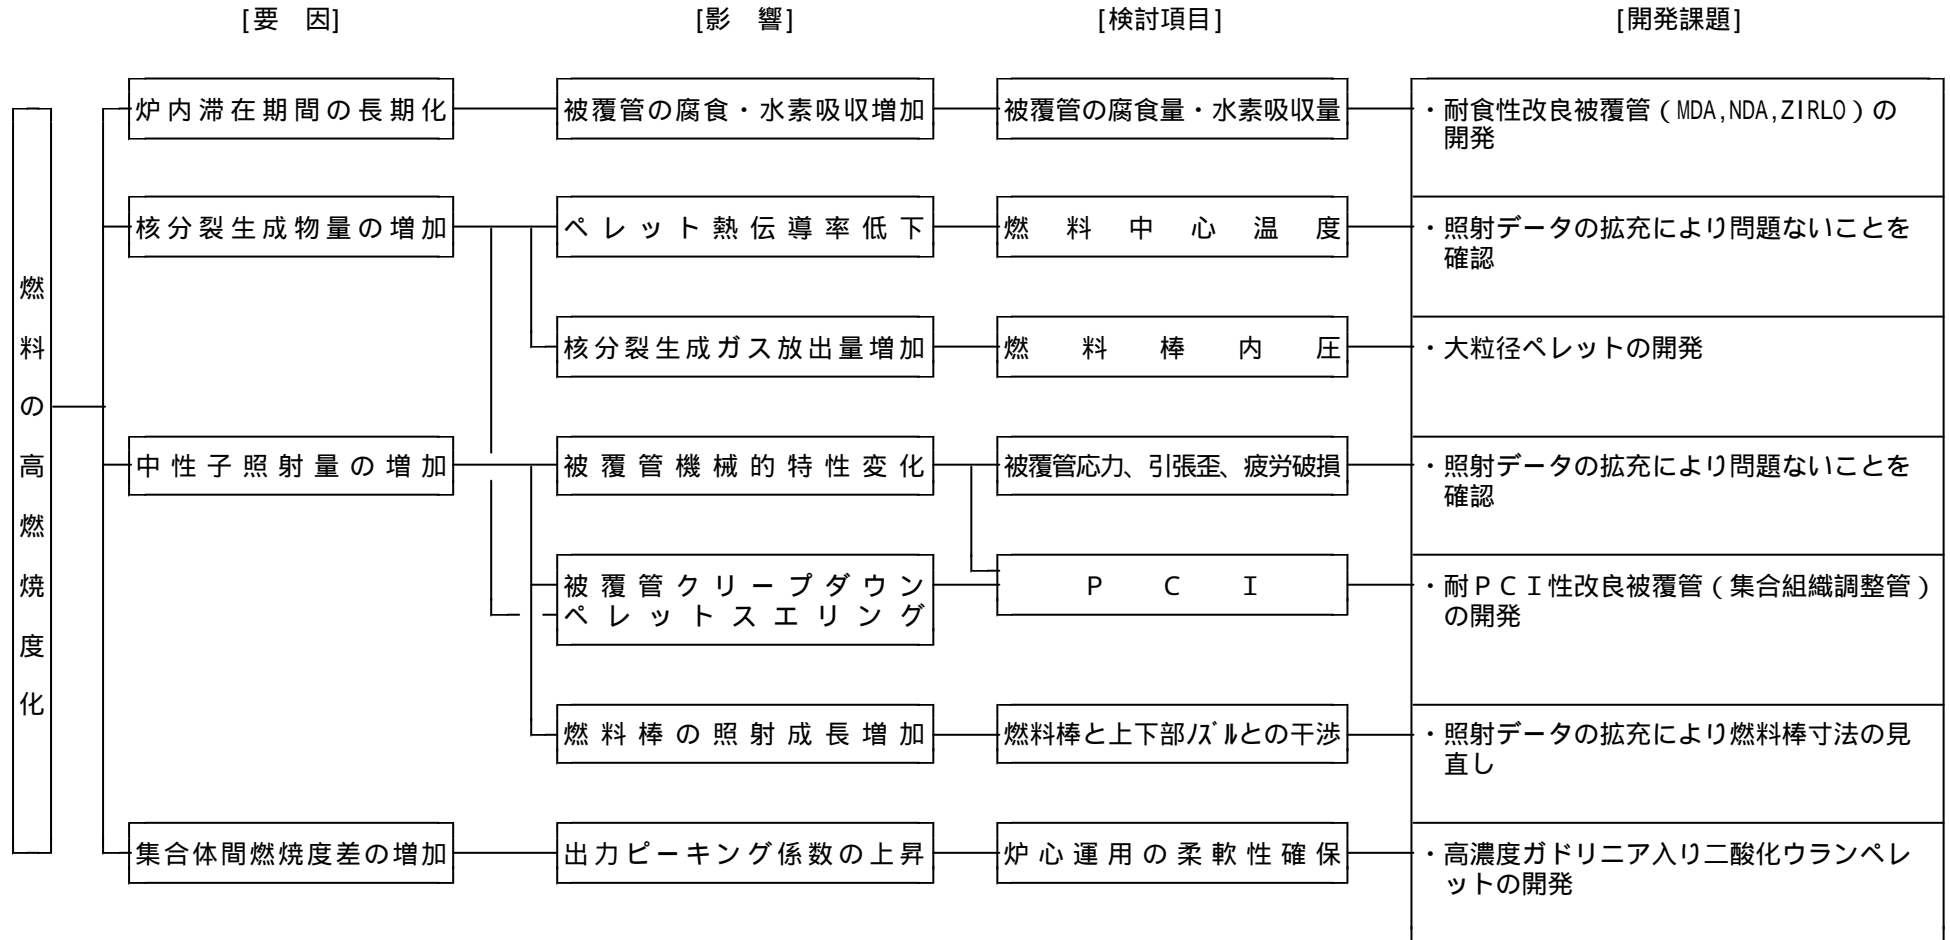 [要　因]
[影　響]
[検討項目]
[開発課題]
燃料の高燃焼度化
炉内滞在期間の長期化
被覆管の腐食・水素吸収増加
被覆管の腐食量・水素吸収量
・耐食性改良被覆管（MDA,NDA,ZIRLO）の
開発
核分裂生成物量の増加
ペレット熱伝導率低下
燃料中心温度
・照射データの拡充により問題ないことを
確認
核分裂生成ガス放出量増加
燃料棒内圧
・大粒径ペレットの開発
中性子照射量の増加
被覆管機械的特性変化
被覆管応力、引張歪、疲労破損
・照射データの拡充により問題ないことを
確認
被覆管クリープダウン
ペレットスエリング
ＰＣＩ
・耐ＰＣＩ性改良被覆管（集合組織調整管）
の開発
燃料棒の照射成長増加
燃料棒と上下部ﾉｽﾞﾙとの干渉
・照射データの拡充により燃料棒寸法の見
直し
集合体間燃焼度差の増加
出力ピーキング係数の上昇
炉心運用の柔軟性確保
・高濃度ガドリニア入り二酸化ウランペレ
ットの開発